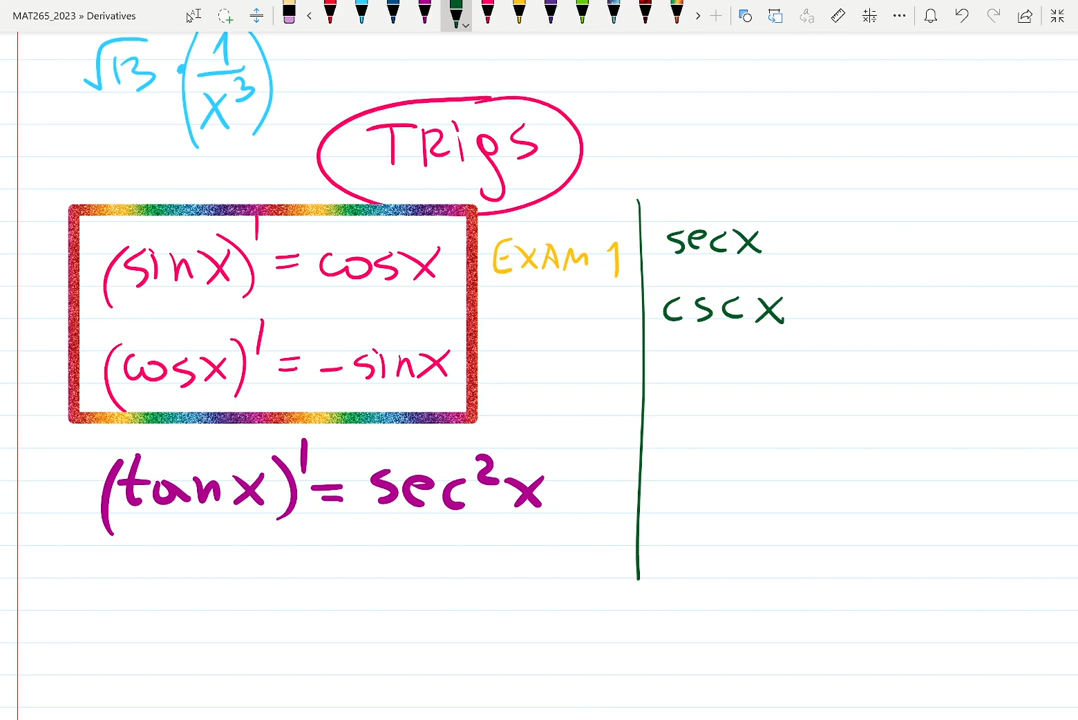 MAT265_2023 » Derivatives
√13 · (1/x³)
TRigs
(sinx)' = cosx
EXAM 1
(cosx)' = -sinx
(tanx)' = sec²x
secx
cscx